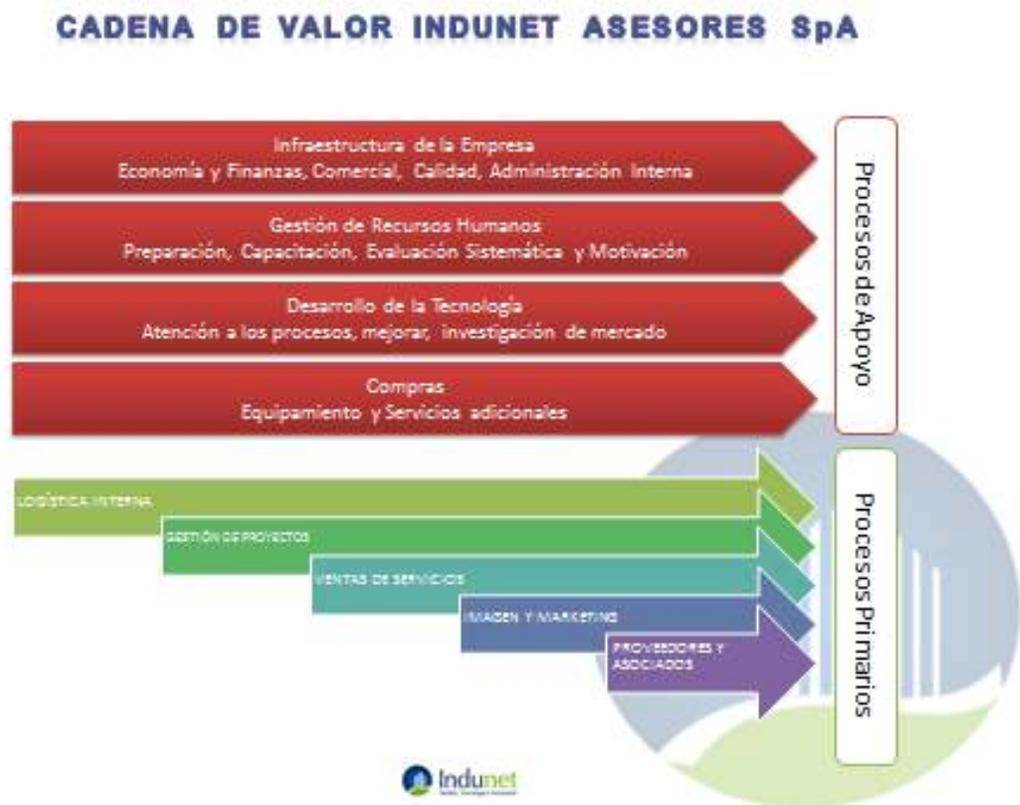 CADENA DE VALOR INDUNET ASESORES SpA
Infraestructura de la Empresa
Economía y Finanzas, Comercial, Calidad, Administración Interna
Gestión de Recursos Humanos
Preparación, Capacitación, Evaluación Sistemática y Motivación
Desarrollo de la Tecnología
Atención a los procesos, mejorar, investigación de mercado
Compras
Equipamiento y Servicios adicionales
Procesos de Apoyo
LOGÍSTICA INTERNA
GESTIÓN DE PROYECTOS
VENTAS DE SERVICIOS
IMAGEN Y MARKETING
PROVEEDORES Y
ASOCIADOS
Procesos Primarios
Indunet